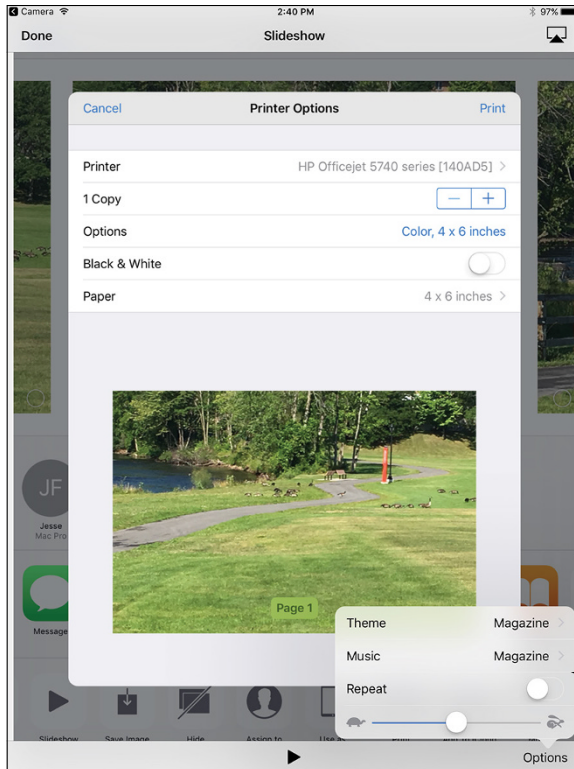 Camera 2:40 PM 97%
Done Slideshow
Cancel Printer Options Print
Printer HP Officejet 5740 series [140AD5]
1 Copy
Options Color, 4 x 6 inches
Black & White
Paper 4 x 6 inches
JF
Jesse
Mac Pro
Page 1
Message
Theme Magazine
Music Magazine
Repeat
Slideshow Save Image Hide Assign to Use as
Options